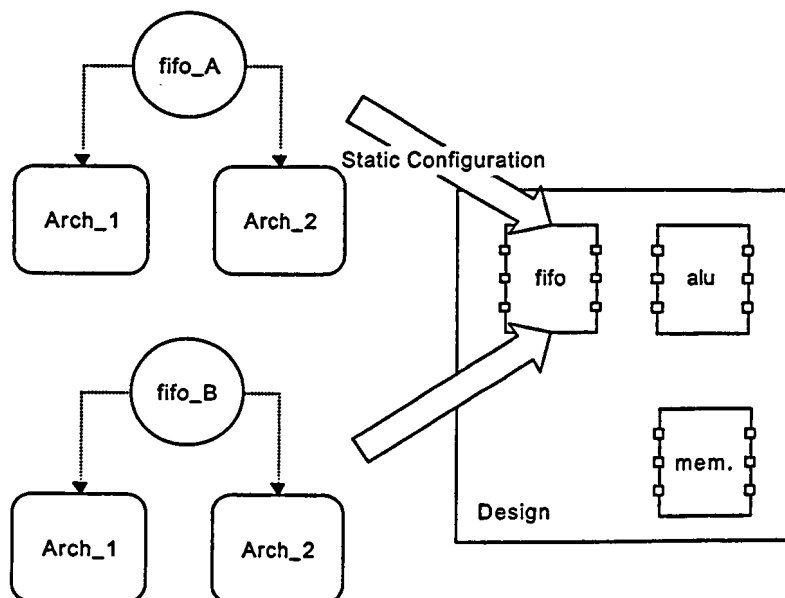 fifo_A
Static Configuration
Arch_1
Arch_2
fifo
alu
fifo_B
mem.
Design
Arch_1
Arch_2